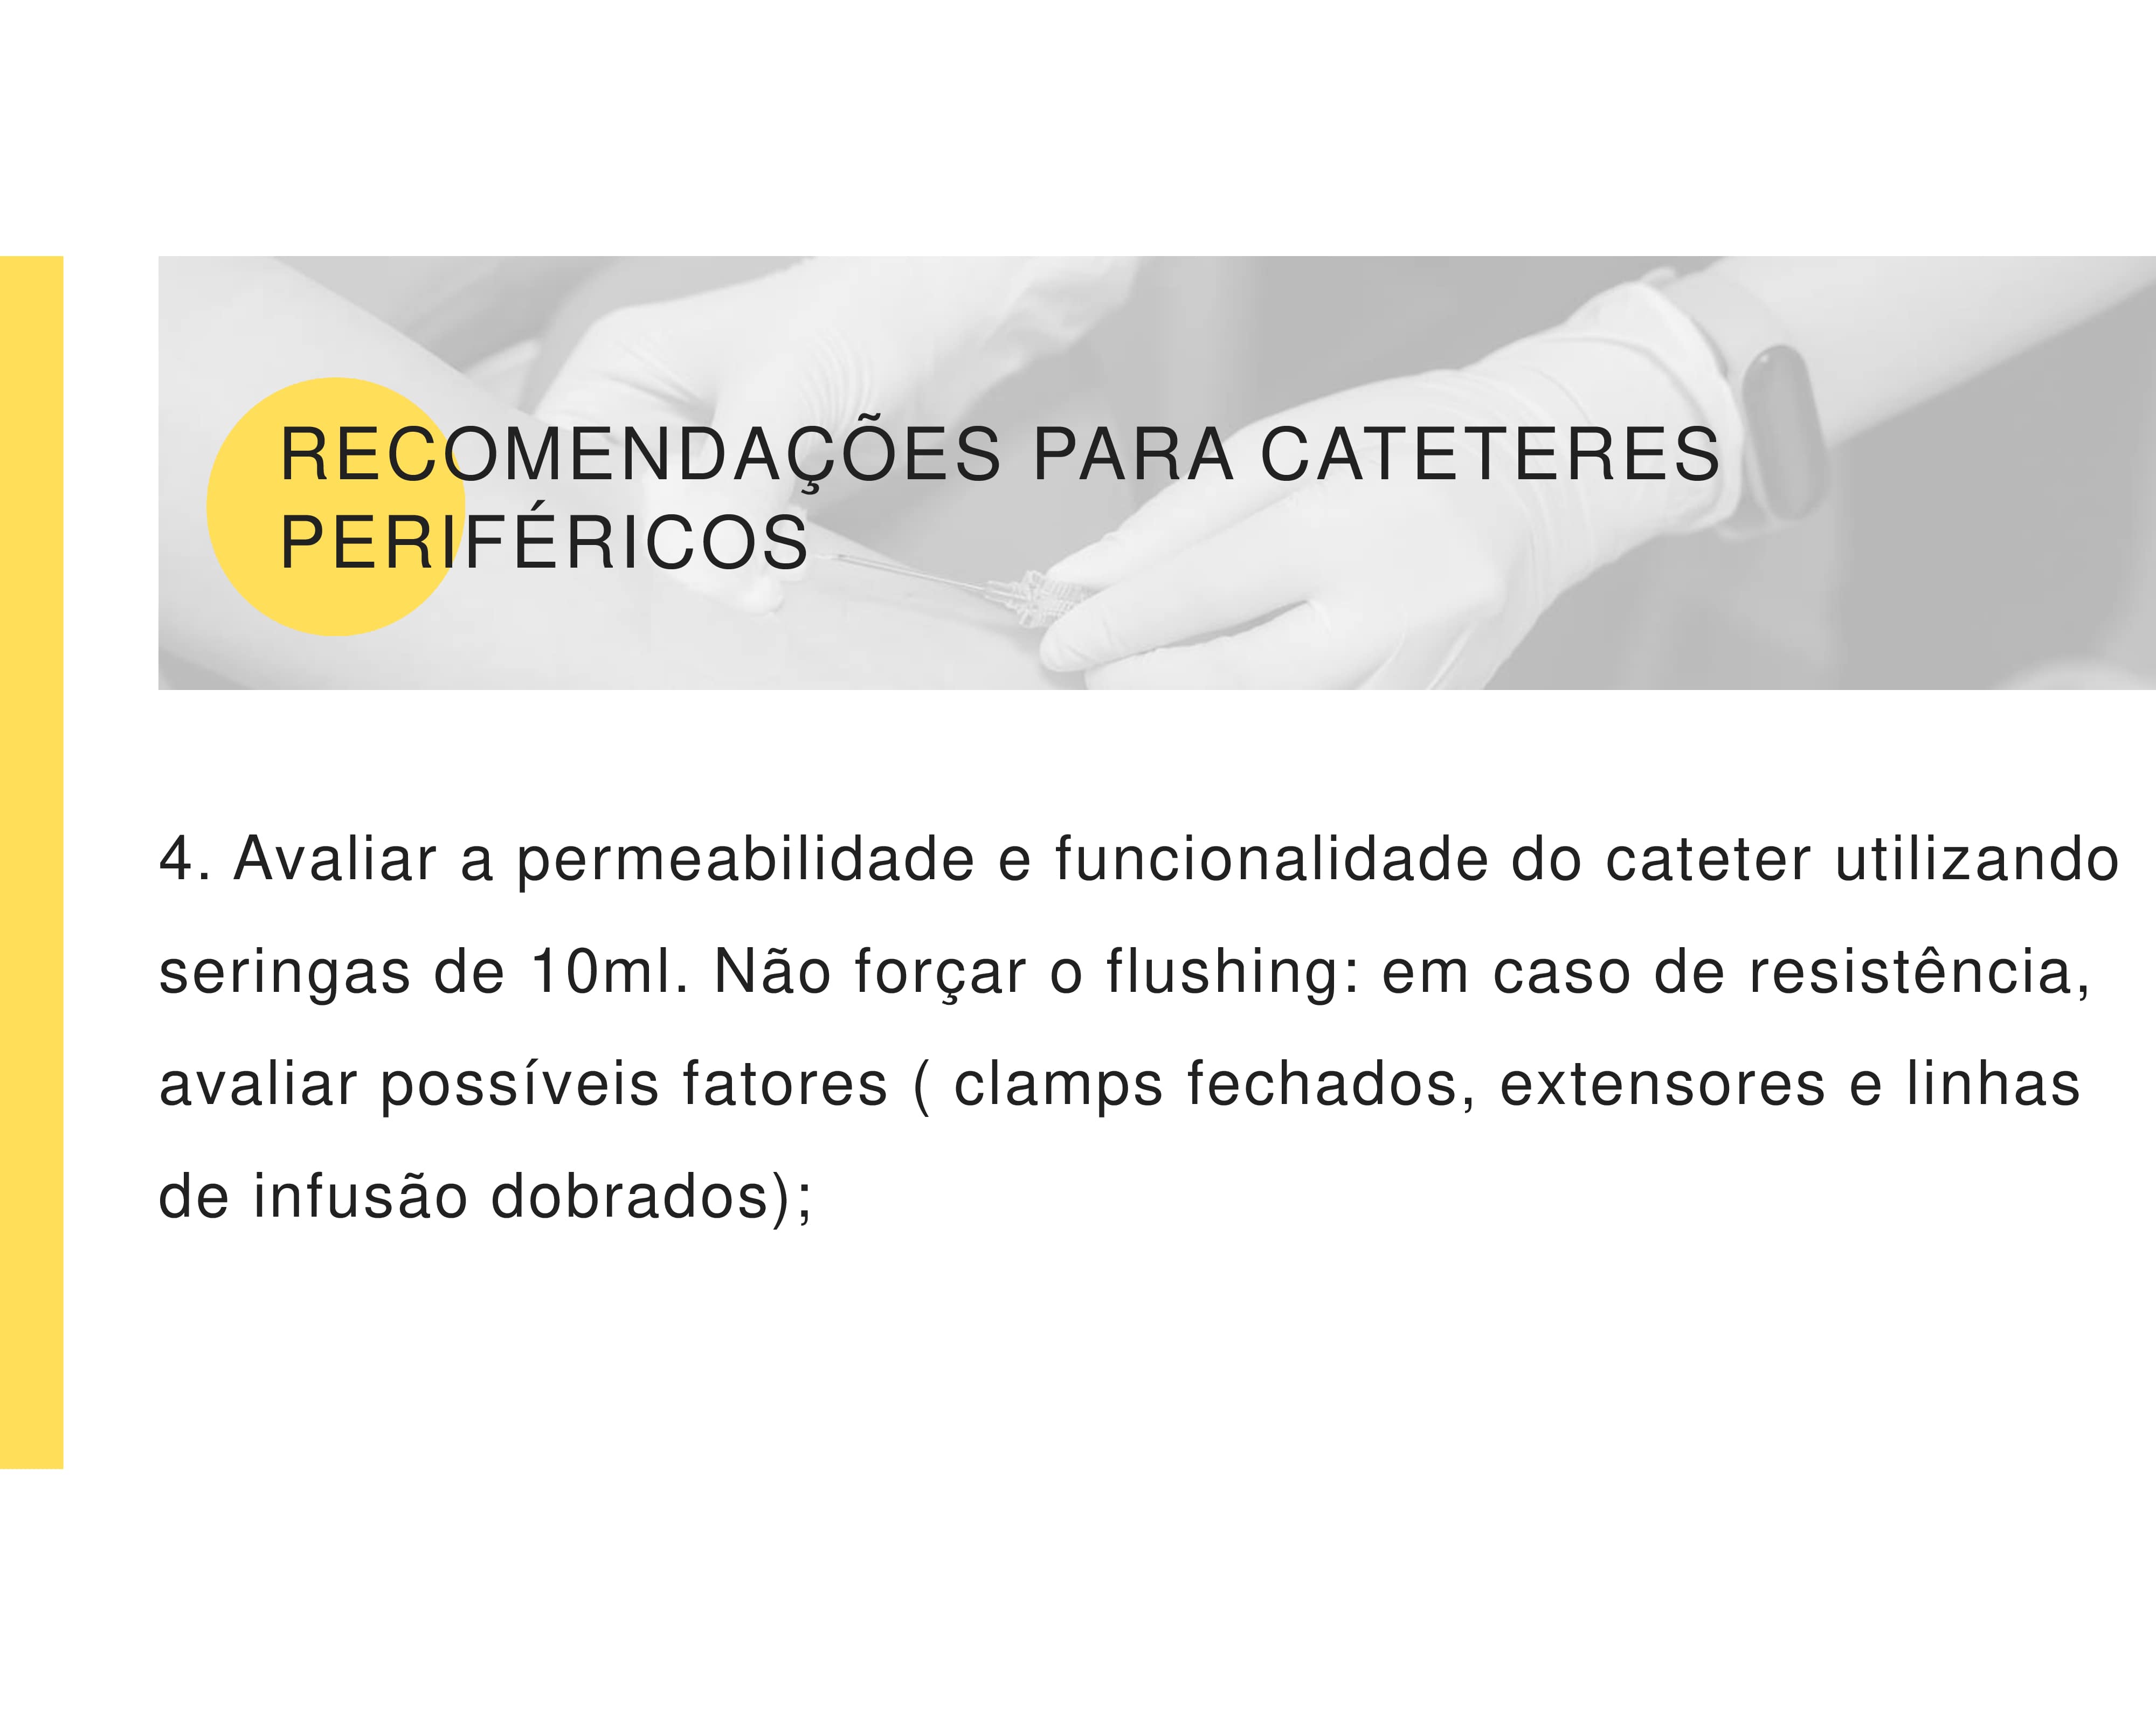 RECOMENDAÇÕES PARA CATETERES
PERIFÉRICOS
4. Avaliar a permeabilidade e funcionalidade do cateter utilizando
seringas de 10ml. Não forçar o flushing: em caso de resistência,
avaliar possíveis fatores ( clamps fechados, extensores e linhas
de infusão dobrados);